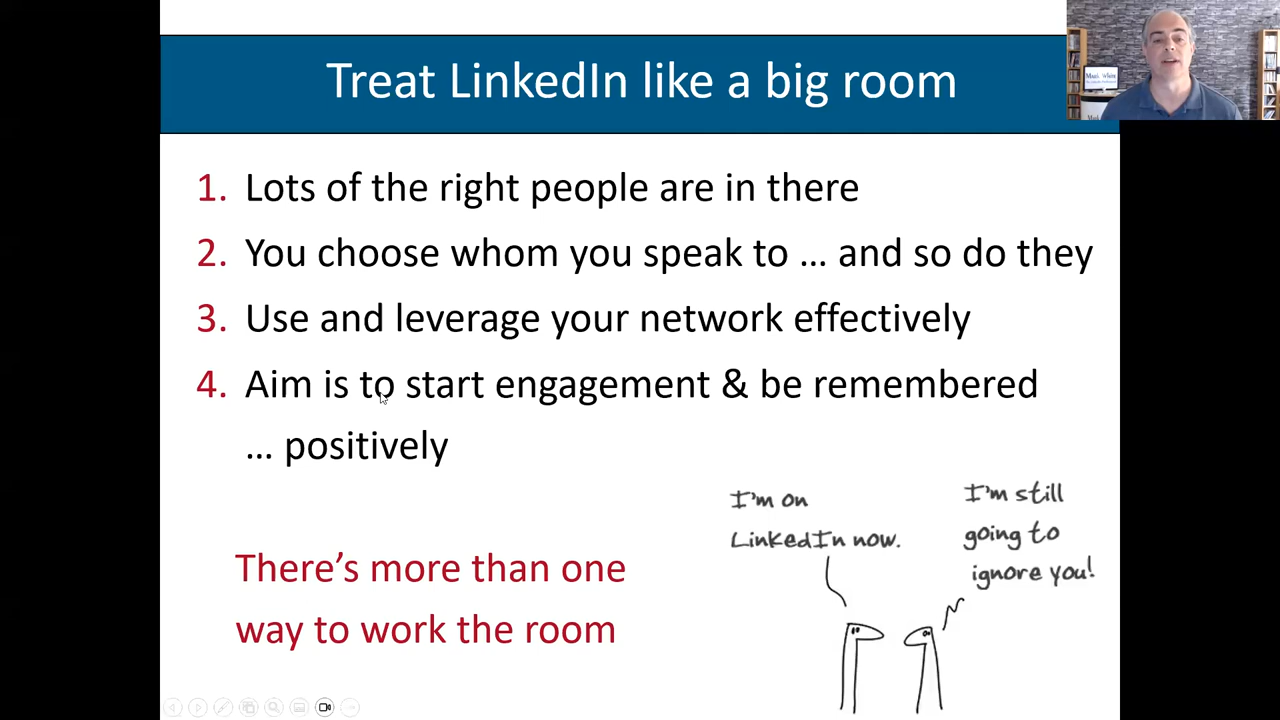 Treat LinkedIn like a big room
1. Lots of the right people are in there
2. You choose whom you speak to ... and so do they
3. Use and leverage your network effectively
4. Aim is to start engagement & be remembered
... positively
There's more than one
way to work the room
I'm on
LinkedIn now.
I'm still
going to
ignore you!
Mark White